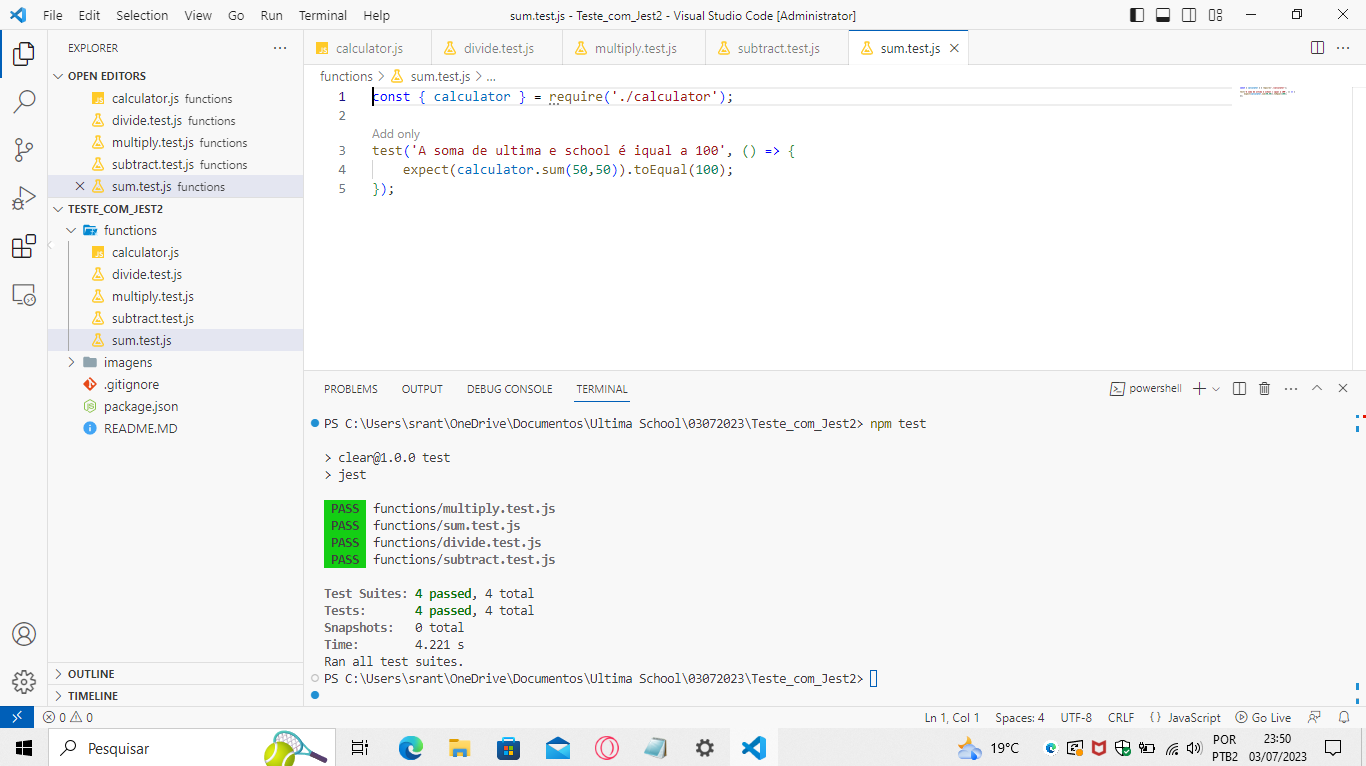 File Edit Selection View Go Run Terminal Help
sum.test.js - Teste_com_Jest2 - Visual Studio Code [Administrator]
EXPLORER
OPEN EDITORS
calculator.js functions
divide.test.js functions
multiply.test.js functions
subtract.test.js functions
sum.test.js functions
TESTE_COM_JEST2
functions
calculator.js
divide.test.js
multiply.test.js
subtract.test.js
sum.test.js
imagens
.gitignore
package.json
README.MD
OUTLINE
TIMELINE
calculator.js divide.test.js multiply.test.js subtract.test.js sum.test.js
functions > sum.test.js > ...
1 const { calculator } = require('./calculator');
2
Add only
3 test('A soma de ultima e school é iqual a 100', () => {
4 expect(calculator.sum(50,50)).toEqual(100);
5 });
PROBLEMS OUTPUT DEBUG CONSOLE TERMINAL
powershell
PS C:\Users\srant\OneDrive\Documentos\Ultima School\03072023\Teste_com_Jest2> npm test
> clear@1.0.0 test
> jest
PASS functions/multiply.test.js
PASS functions/sum.test.js
PASS functions/divide.test.js
PASS functions/subtract.test.js
Test Suites: 4 passed, 4 total
Tests: 4 passed, 4 total
Snapshots: 0 total
Time: 4.221 s
Ran all test suites.
PS C:\Users\srant\OneDrive\Documentos\Ultima School\03072023\Teste_com_Jest2>
0 0
Ln 1, Col 1 Spaces: 4 UTF-8 CRLF {} JavaScript Go Live
Pesquisar
19°C
POR
PTB2
23:50
03/07/2023